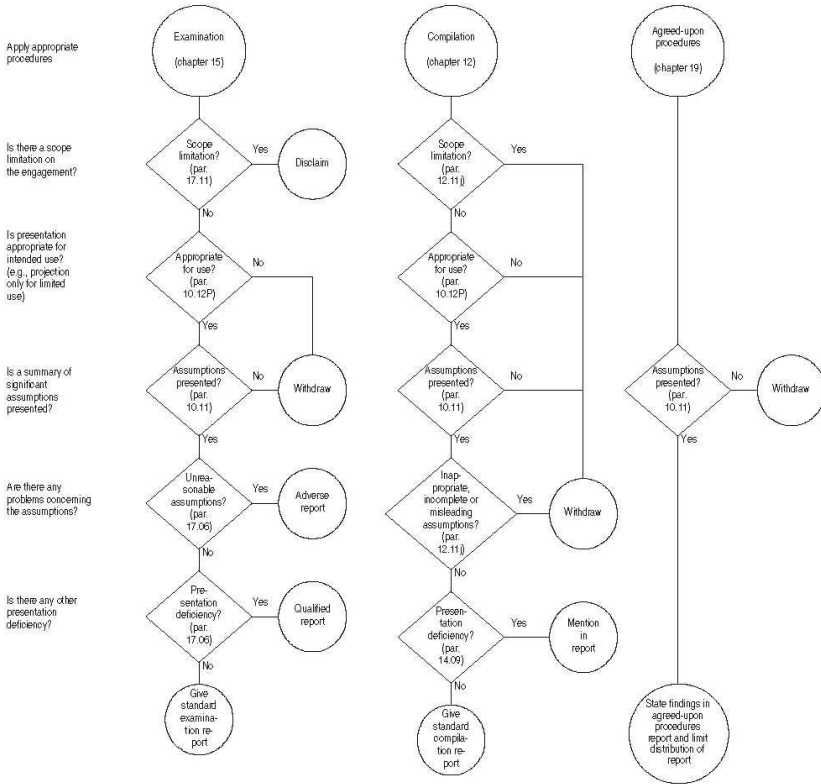 Apply appropriate
procedures
Examination
(chapter 15)
Compilation
(chapter 12)
Agreed-upon
procedures
(chapter 19)
Is there a scope
limitation on
the engagement?
Scope
limitation?
(par.
17.11)
Yes
Disclaim
No
Scope
limitation?
(par.
12.11j)
Yes
No
Is presentation
appropriate for
intended use?
(e.g., projection
only for limited
use)
Appropriate
for use?
(par.
10.12P)
No
Yes
Appropriate
for use?
(par.
10.12P)
No
Yes
Is a summary of
significant
assumptions
presented?
Assumptions
presented?
(par.
10.11)
No
Withdraw
Yes
Assumptions
presented?
(par.
10.11)
No
Yes
Assumptions
presented?
(par.
10.11)
No
Withdraw
Yes
Are there any
problems concerning
the assumptions?
Unrea-
sonable
assumptions?
(par.
17.06)
Yes
Adverse
report
No
Inap-
propriate,
incomplete or
misleading
assumptions?
(par.
12.11j)
Yes
Withdraw
No
Is there any other
presentation
deficiency?
Pre-
sentation
deficiency?
(par.
17.06)
Yes
Qualified
report
No
Presen-
tation
deficiency?
(par.
14.09)
Yes
Mention
in
report
No
Give
standard
examina-
tion
report
Give
standard
compila-
tion re-
port
State findings in
agreed-upon
procedures
report and limit
distribution of
report